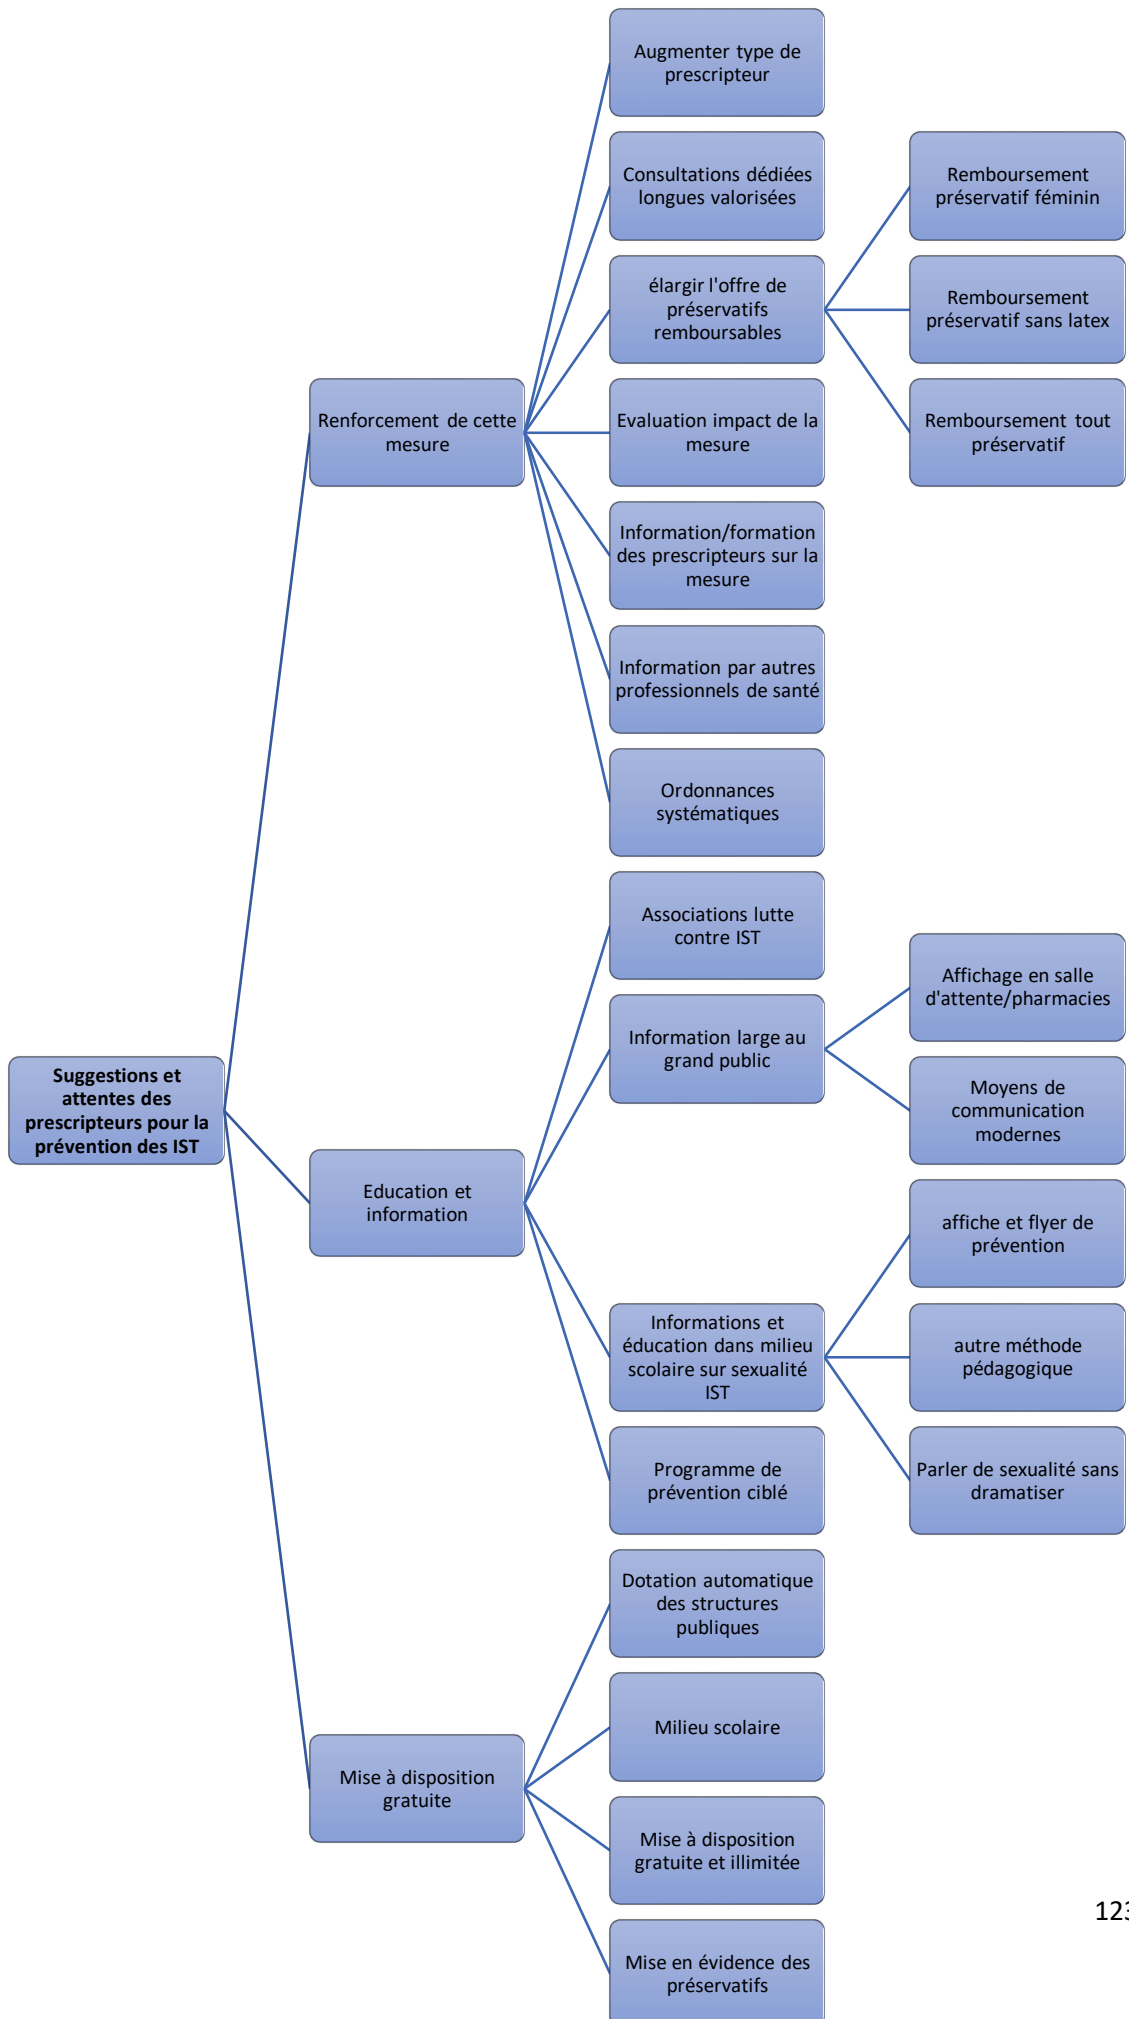 Augmenter type de
prescripteur
Consultations dédiées
longues valorisées
Remboursement
préservatif féminin
élargir l'offre de
préservatifs
remboursables
Remboursement
préservatif sans latex
Renforcement de cette
mesure
Evaluation impact de la
mesure
Remboursement tout
préservatif
Information/formation
des prescripteurs sur la
mesure
Information par autres
professionnels de santé
Ordonnances
systématiques
Suggestions et
attentes des
prescripteurs pour la
prévention des IST
Education et
information
Associations lutte
contre IST
Information large au
grand public
Affichage en salle
d'attente/pharmacies
Moyens de
communication
modernes
Informations et
éducation dans milieu
scolaire sur sexualité
IST
affiche et flyer de
prévention
autre méthode
pédagogique
Parler de sexualité sans
dramatiser
Programme de
prévention ciblé
Mise à disposition
gratuite
Dotation automatique
des structures
publiques
Milieu scolaire
Mise à disposition
gratuite et illimitée
Mise en évidence des
préservatifs
123